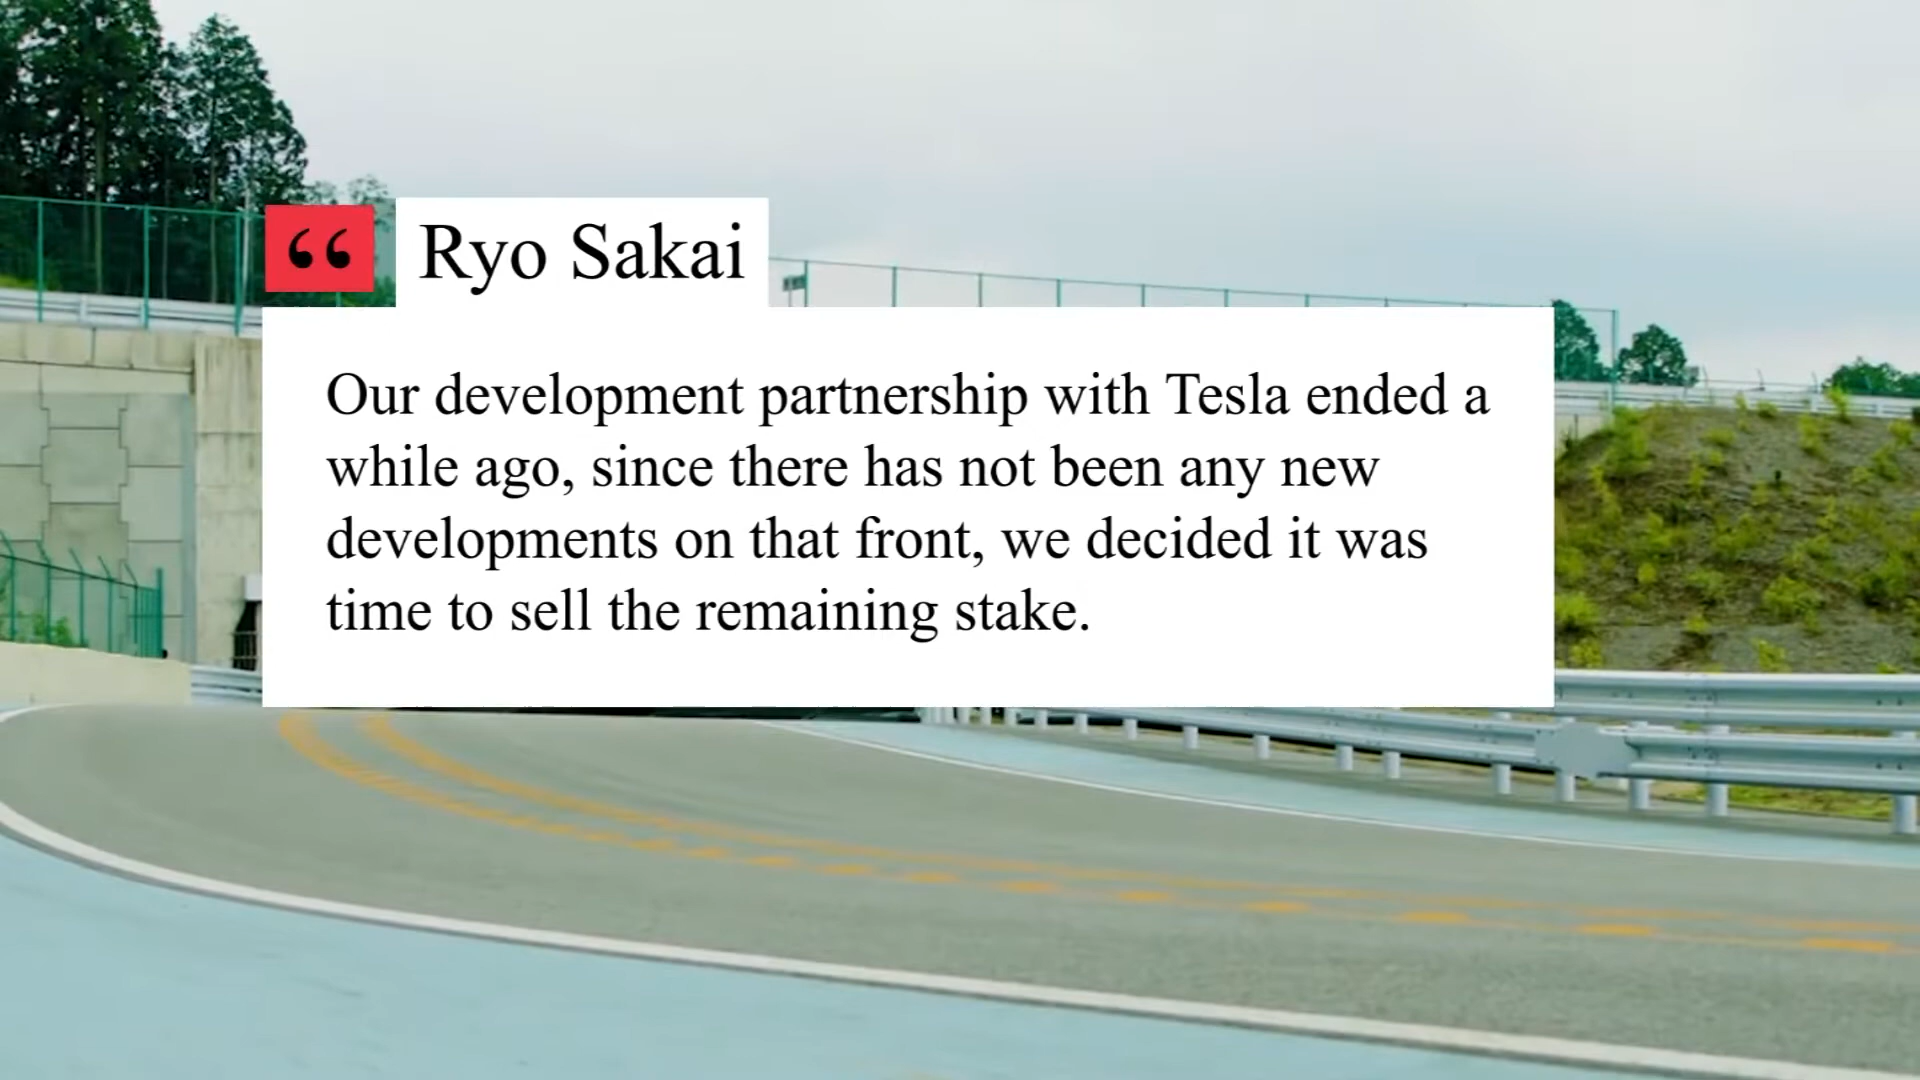 “ Ryo Sakai
Our development partnership with Tesla ended a
while ago, since there has not been any new
developments on that front, we decided it was
time to sell the remaining stake.